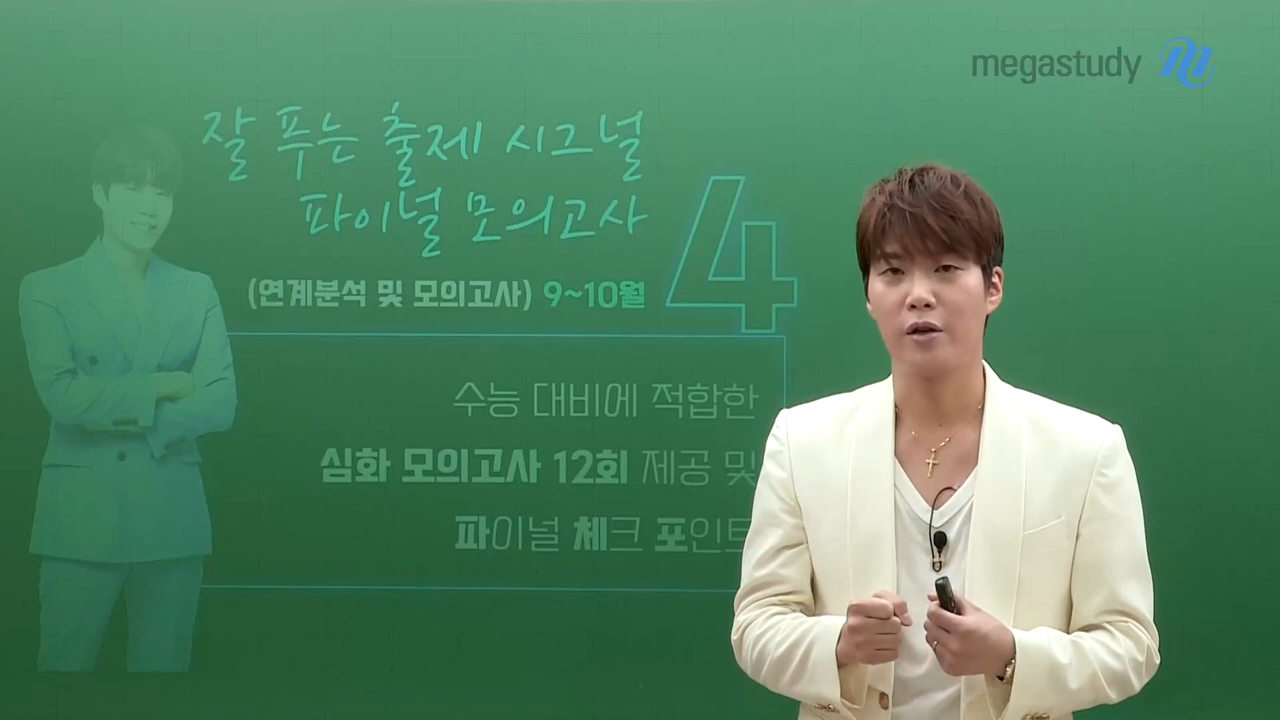 megastudy
잘 푸는 출제 시그널
파이널 모의고사
4
(연계분석 및 모의고사) 9~10월
수능 대비에 적합한
심화 모의고사 12회 제공 및
파이널 체크 포인트